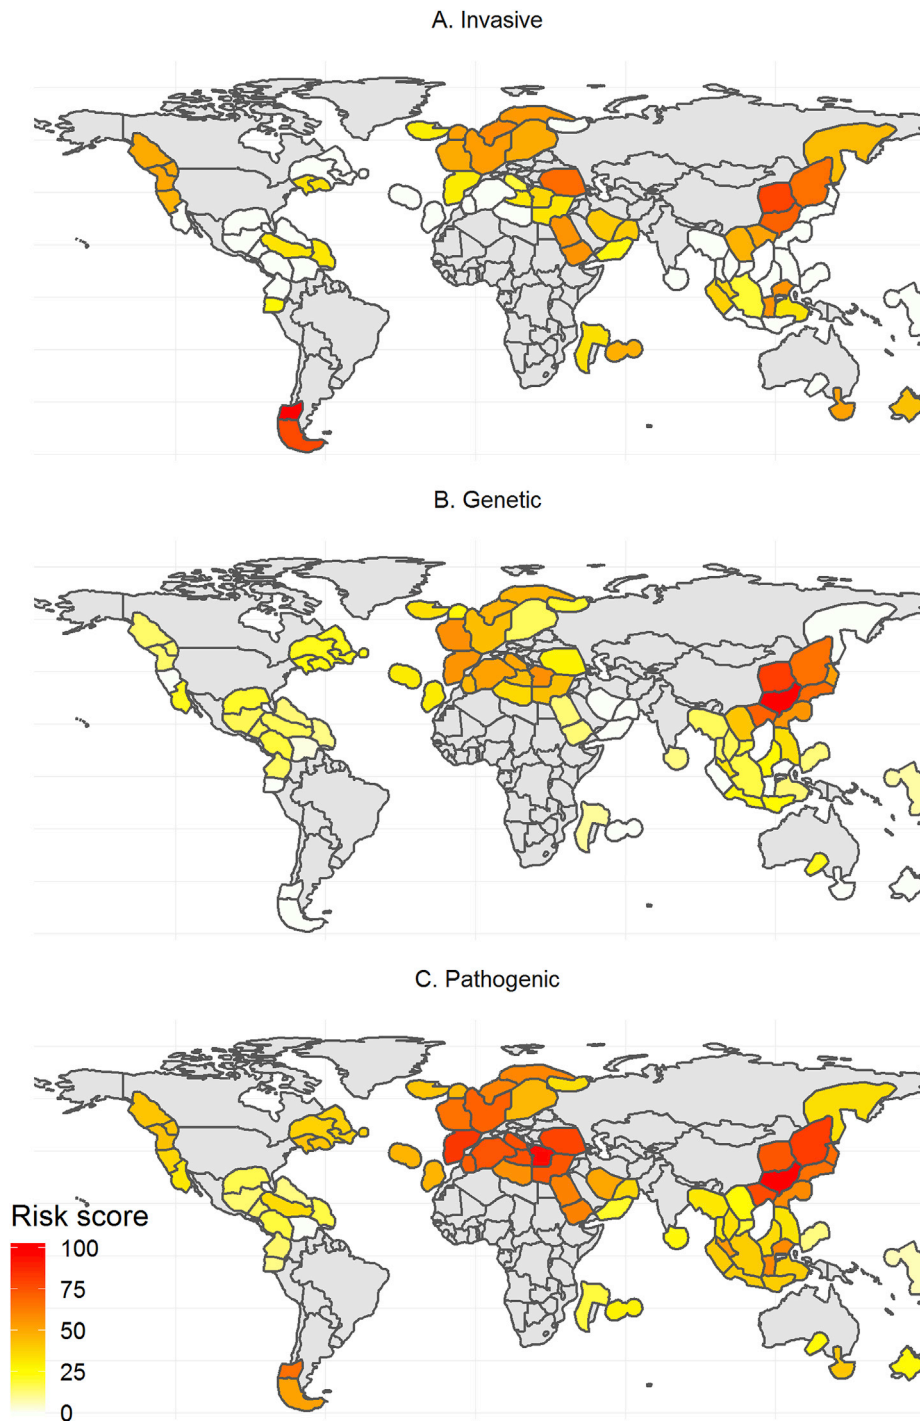 A. Invasive
B. Genetic
C. Pathogenic
Risk score
100
75
50
25
0